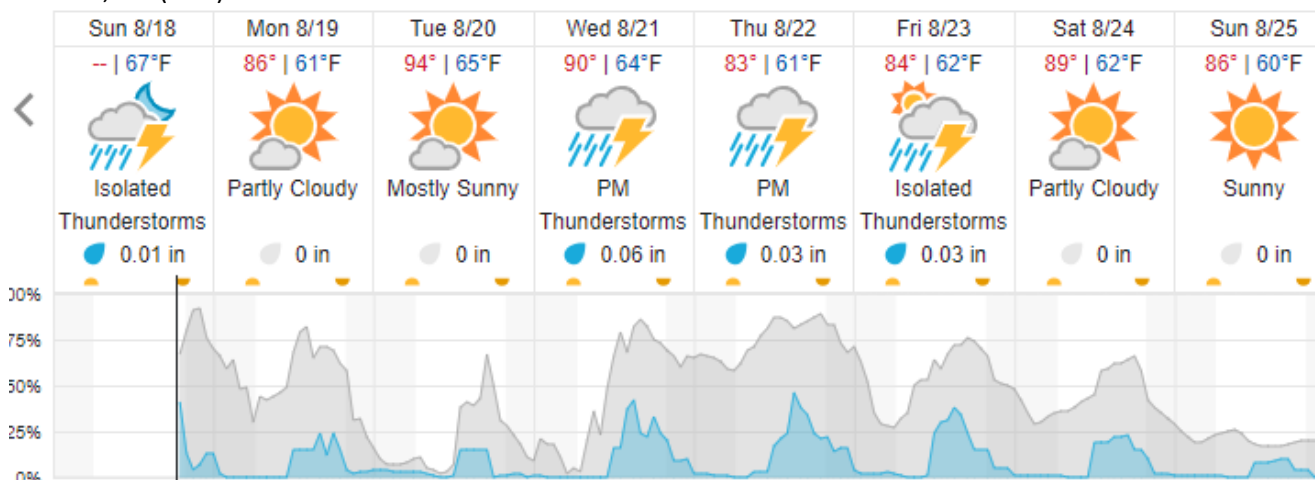 Sun 8/18 Mon 8/19 Tue 8/20 Wed 8/21 Thu 8/22 Fri 8/23 Sat 8/24 Sun 8/25
-- | 67°F 86° | 61°F 94° | 65°F 90° | 64°F 83° | 61°F 84° | 62°F 89° | 62°F 86° | 60°F
Isolated Partly Cloudy Mostly Sunny PM PM Isolated Partly Cloudy Sunny
Thunderstorms Thunderstorms Thunderstorms Thunderstorms
0.01 in 0 in 0 in 0.06 in 0.03 in 0.03 in 0 in 0 in
00%
75%
50%
25%
0%